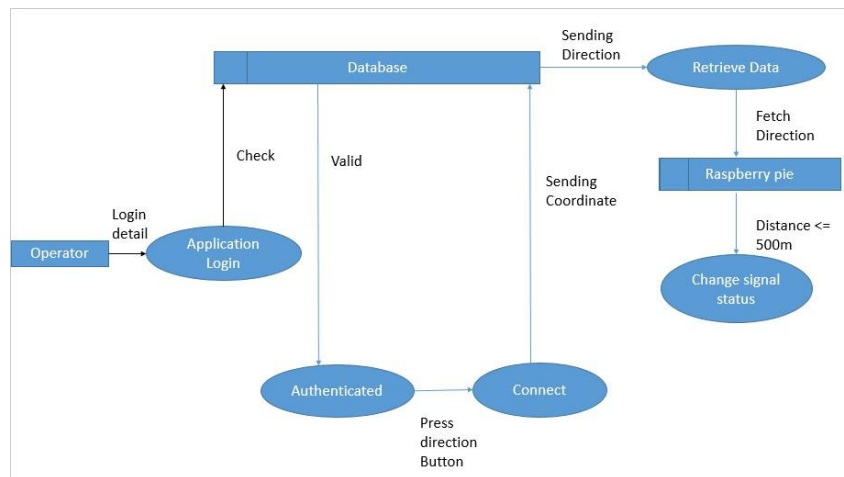 Sending
Direction
Database
Retrieve Data
Fetch
Direction
Check
Valid
Sending
Coordinate
Raspberry pie
Login
detail
Operator
Application
Login
Distance <=
500m
Change signal
status
Authenticated
Connect
Press
direction
Button